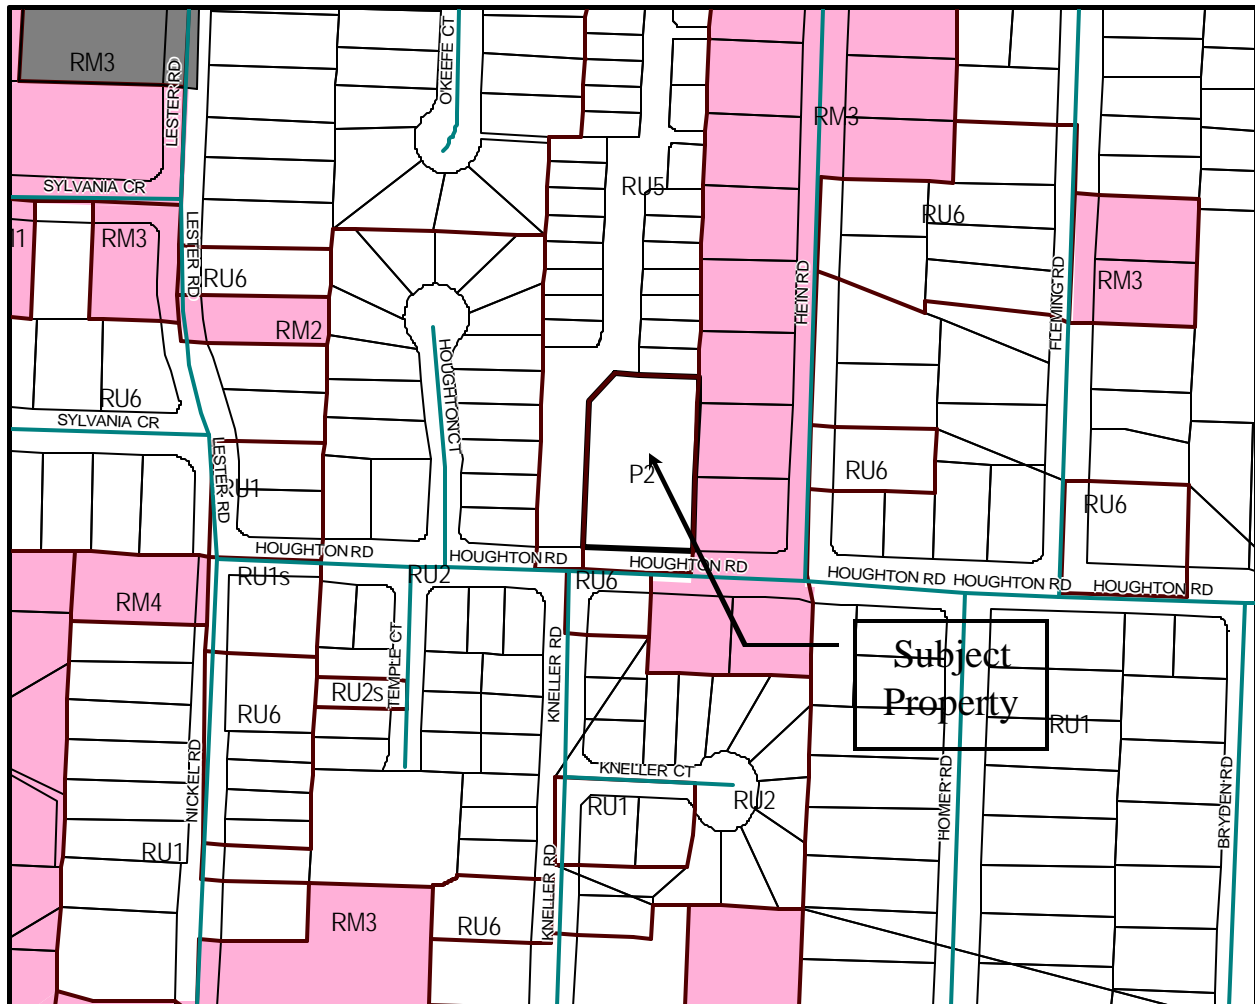 RM3
LESTER RD
O'KEEFE CT
RM3
SYLVANIA CR
RU5
RU6
RM3
LESTER RD
RU6
HEIN RD
FLEMING RD
RM3
RM2
HOUGHTON CT
RU6
SYLVANIA CR
LESTER RD
RU1
P2
RU6
RU6
HOUGHTON RD
HOUGHTON RD
HOUGHTON RD
HOUGHTON RD
HOUGHTON RD
HOUGHTON RD
RU1s
RU2
RU6
RM4
TEMPLE CT
KNELLER RD
Subject
Property
RU2s
RU6
RU1
NICKEL RD
KNELLER CT
RU1
RU2
HOMER RD
BRYDEN RD
RU1
KNELLER RD
RM3
RU6